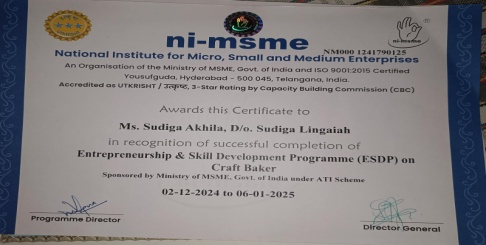 ni-msme
ni-msme
NM000 1241790125
National Institute for Micro, Small and Medium Enterprises
An Organisation of the Ministry of MSME, Govt. of India and ISO 9001:2015 Certified
Yousufguda, Hyderabad - 500 045, Telangana, India.
Accredited as UTKRISHT / उत्कृष्ट, 3-Star Rating by Capacity Building Commission (CBC)
Awards this Certificate to
Ms. Sudiga Akhila, D/o. Sudiga Lingaiah
in recognition of successful completion of
Entrepreneurship & Skill Development Programme (ESDP) on
Craft Baker
Sponsored by Ministry of MSME, Govt. of India under ATI Scheme
02-12-2024 to 06-01-2025
Programme Director
Director General